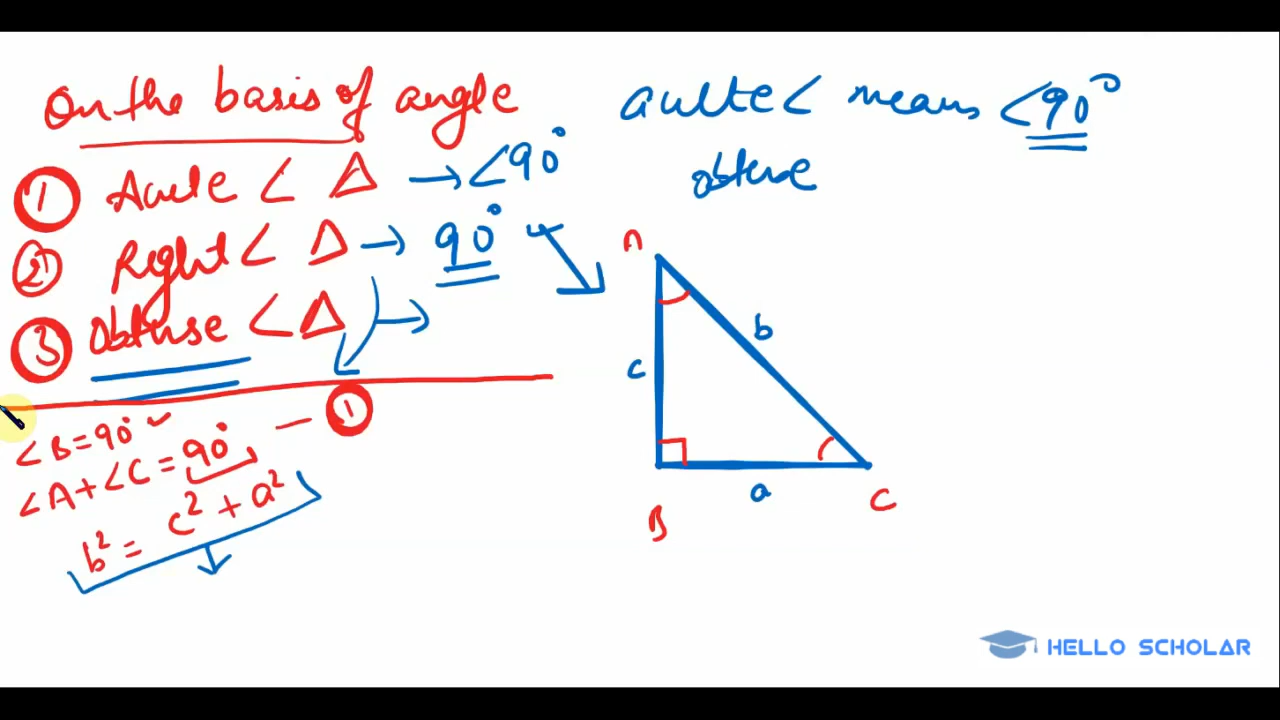 On the basis of angle
① Acute < Δ → <90°
② Right < Δ → 90°
③ Obtuse < Δ →
∠B=90° ✓
∠A+∠C=90° — ①
b²= c²+a²
aulte < means <90°
obtuse
A
b
c
a
B
C
HELLO SCHOLAR